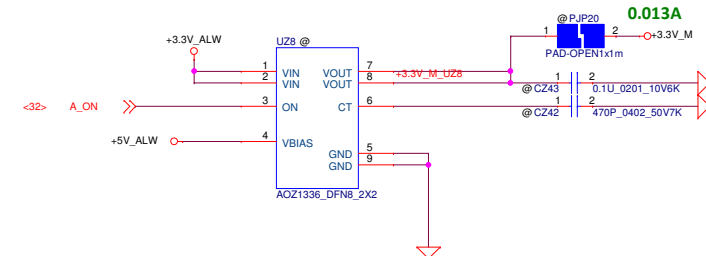 @ PJP20
0.013A
1
2
+3.3V_M
PAD-OPEN1x1m
+3.3V_ALW
UZ8 @
1
VIN
VOUT
7
2
VIN
VOUT
8
+3.3V_M_UZ8
@ CZ43
1
2
0.1U_0201_10V6K
<32>
A_ON
3
ON
CT
6
@ CZ42
1
2
470P_0402_50V7K
+5V_ALW
4
VBIAS
GND
5
GND
9
AOZ1336_DFN8_2X2